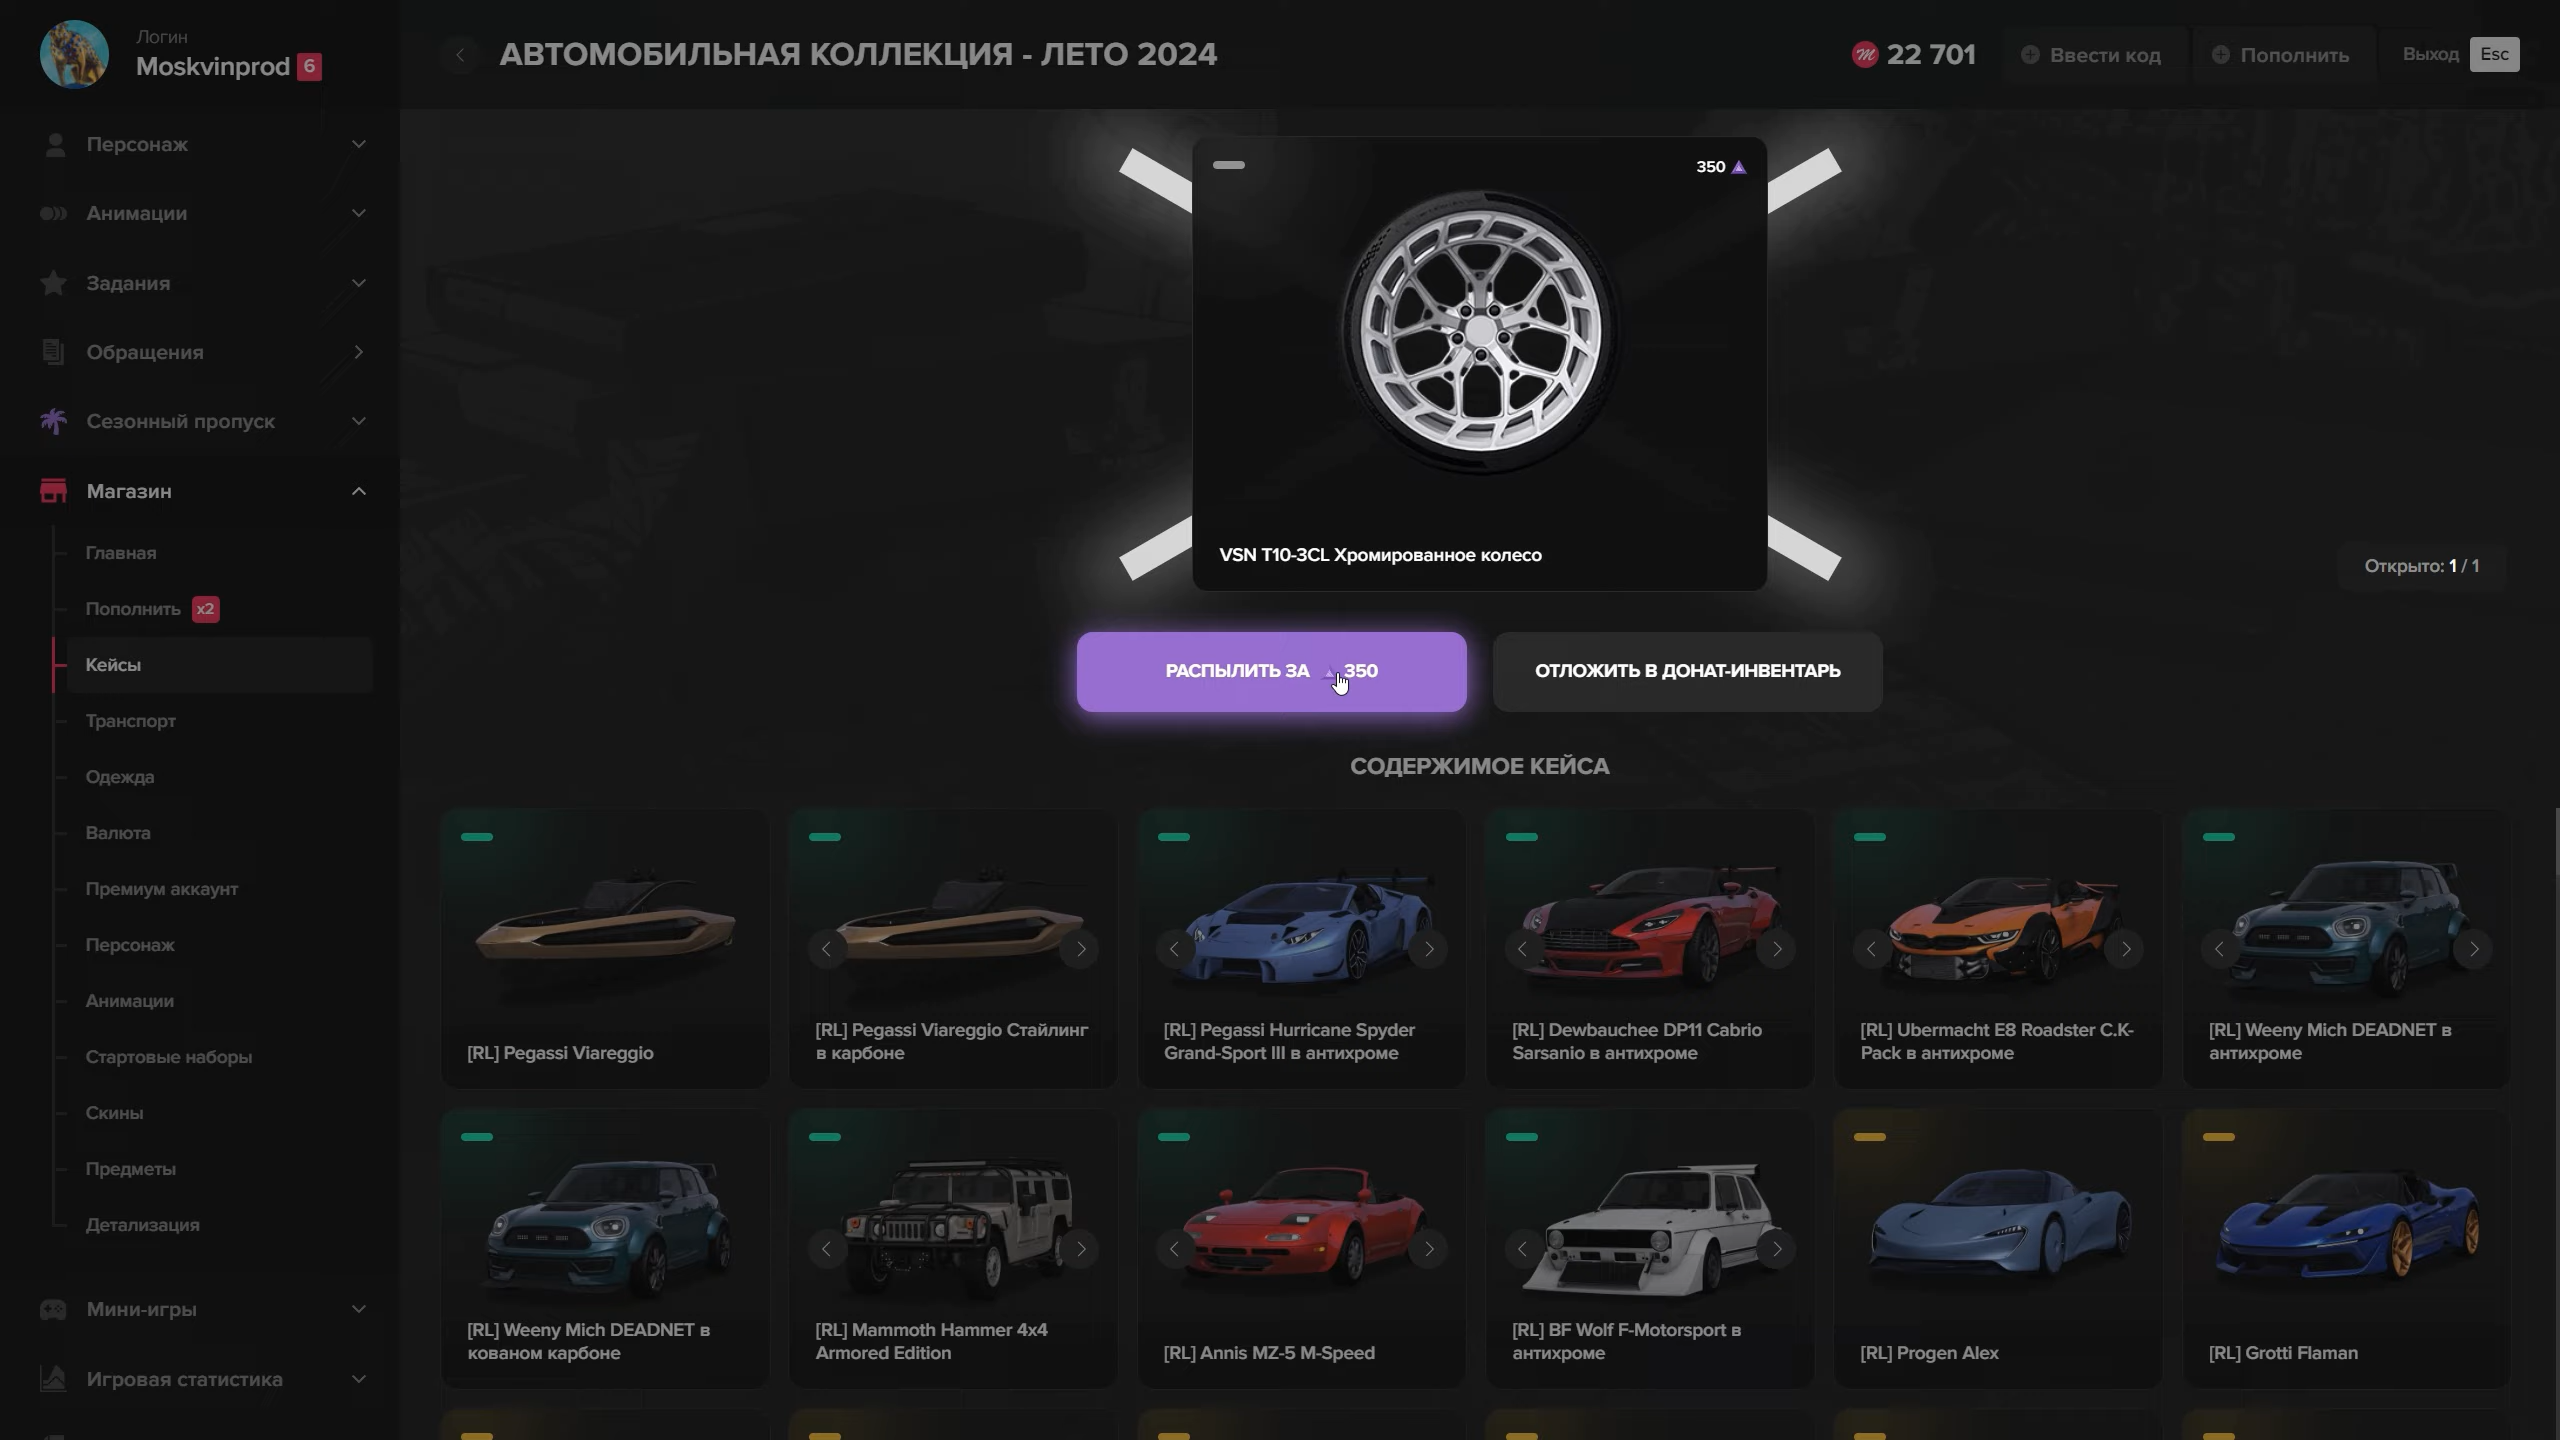 Логин
Moskvinprod 6
Персонаж
Анимации
Задания
Обращения
Сезонный пропуск
Магазин
Главная
Пополнить x2
Кейсы
Транспорт
Одежда
Валюта
Премиум аккаунт
Персонаж
Анимации
Стартовые наборы
Скины
Предметы
Детализация
Мини-игры
Игровая статистика
АВТОМОБИЛЬНАЯ КОЛЛЕКЦИЯ - ЛЕТО 2024
22 701
Ввести код
Пополнить
Выход Esc
350
VSN T10-3CL Хромированное колесо
Открыто: 1 / 1
РАСПЫЛИТЬ ЗА 350
ОТЛОЖИТЬ В ДОНАТ-ИНВЕНТАРЬ
СОДЕРЖИМОЕ КЕЙСА
[RL] Pegassi Viareggio
[RL] Pegassi Viareggio Стайлинг
в карбоне
[RL] Pegassi Hurricane Spyder
Grand-Sport III в антихроме
[RL] Dewbauchee DP11 Cabrio
Sarsanio в антихроме
[RL] Ubermacht E8 Roadster C.K-
Pack в антихроме
[RL] Weeny Mich DEADNET в
антихроме
[RL] Weeny Mich DEADNET в
кованом карбоне
[RL] Mammoth Hammer 4x4
Armored Edition
[RL] Annis MZ-5 M-Speed
[RL] BF Wolf F-Motorsport в
антихроме
[RL] Progen Alex
[RL] Grotti Flaman